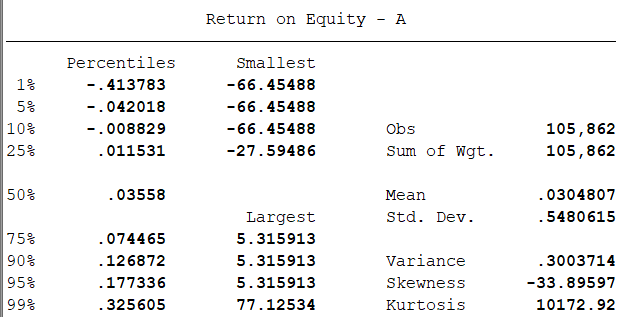 Return on Equity - A
Percentiles Smallest
1% -.413783 -66.45488
5% -.042018 -66.45488
10% -.008829 -66.45488 Obs 105,862
25% .011531 -27.59486 Sum of Wgt. 105,862
50% .03558 Mean .0304807
Largest Std. Dev. .5480615
75% .074465 5.315913
90% .126872 5.315913 Variance .3003714
95% .177336 5.315913 Skewness -33.89597
99% .325605 77.12534 Kurtosis 10172.92